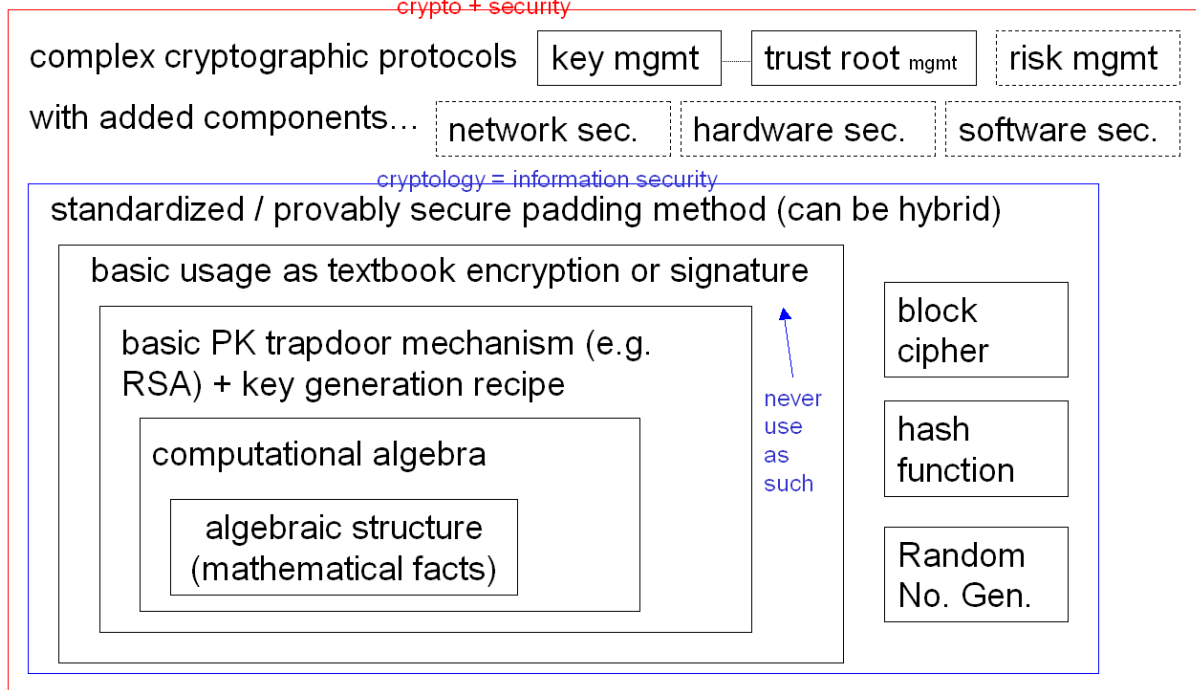 crypto + security
complex cryptographic protocols key mgmt trust root mgmt risk mgmt
with added components... network sec. hardware sec. software sec.
cryptology = information security
standardized / provably secure padding method (can be hybrid)
basic usage as textbook encryption or signature
basic PK trapdoor mechanism (e.g.
RSA) + key generation recipe
computational algebra
algebraic structure
(mathematical facts)
never
use
as
such
block
cipher
hash
function
Random
No. Gen.